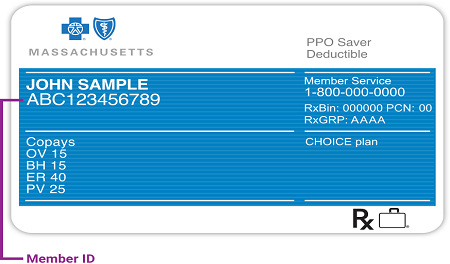 MASSACHUSETTS
PPO Saver
Deductible
JOHN SAMPLE
ABC123456789
Member Service
1-800-000-0000
RxBin: 000000 PCN: 00
RxGRP: AAAA
Copays
OV 15
BH 15
ER 40
PV 25
CHOICE plan
Rx
Member ID